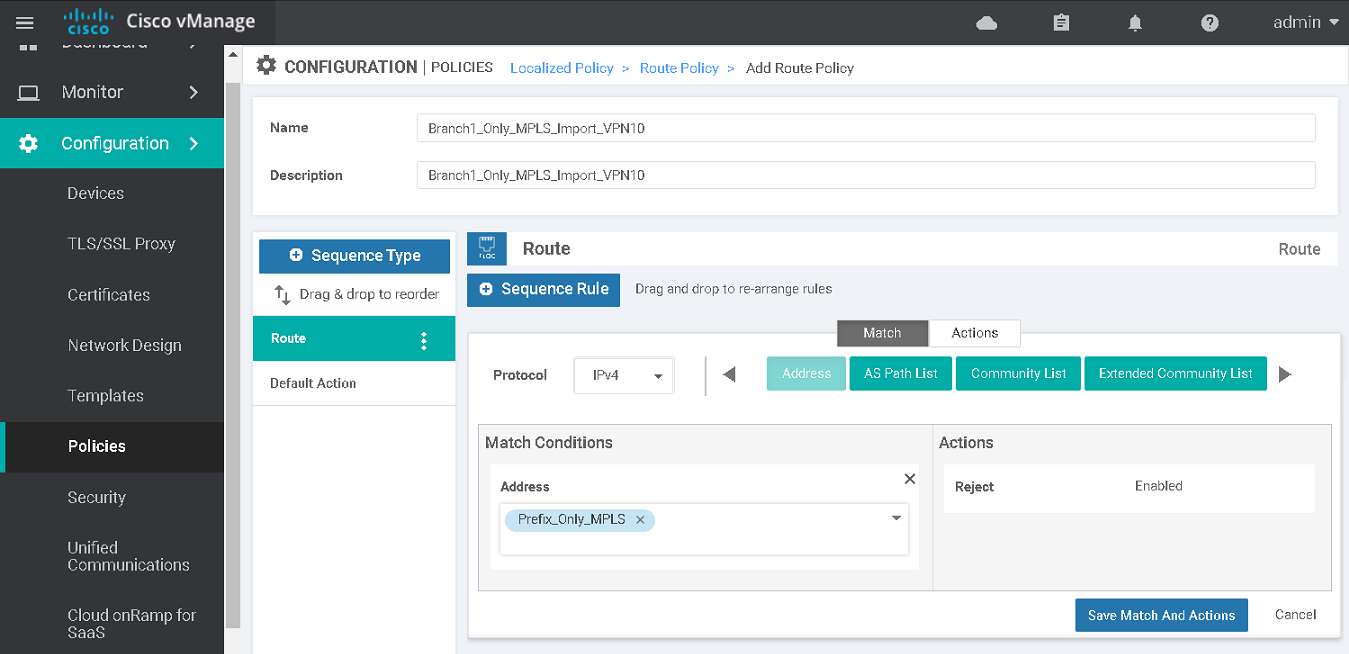 cisco Cisco vManage
admin
Dashboard
Monitor
Configuration
Devices
TLS/SSL Proxy
Certificates
Network Design
Templates
Policies
Security
Unified
Communications
Cloud onRamp for
SaaS
CONFIGURATION | POLICIES Localized Policy > Route Policy > Add Route Policy
Name Branch1_Only_MPLS_Import_VPN10
Description Branch1_Only_MPLS_Import_VPN10
Sequence Type
Drag & drop to reorder
Route
Default Action
Route Route
Sequence Rule Drag and drop to re-arrange rules
Match Actions
Protocol IPv4 Address AS Path List Community List Extended Community List
Match Conditions Actions
Address
Prefix_Only_MPLS
Reject Enabled
Save Match And Actions Cancel